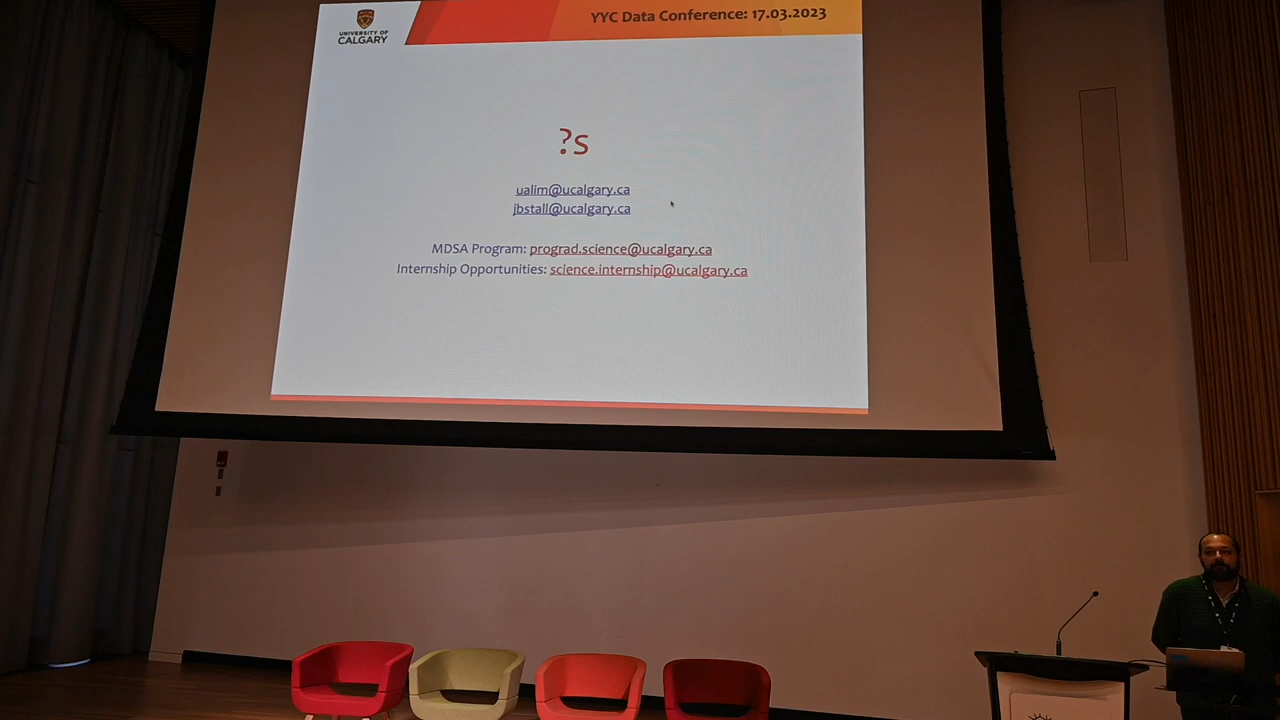 UNIVERSITY OF
CALGARY
YYC Data Conference: 17.03.2023
?s
ualim@ucalgary.ca
jbstall@ucalgary.ca
MDSA Program: prograd.science@ucalgary.ca
Internship Opportunities: science.internship@ucalgary.ca